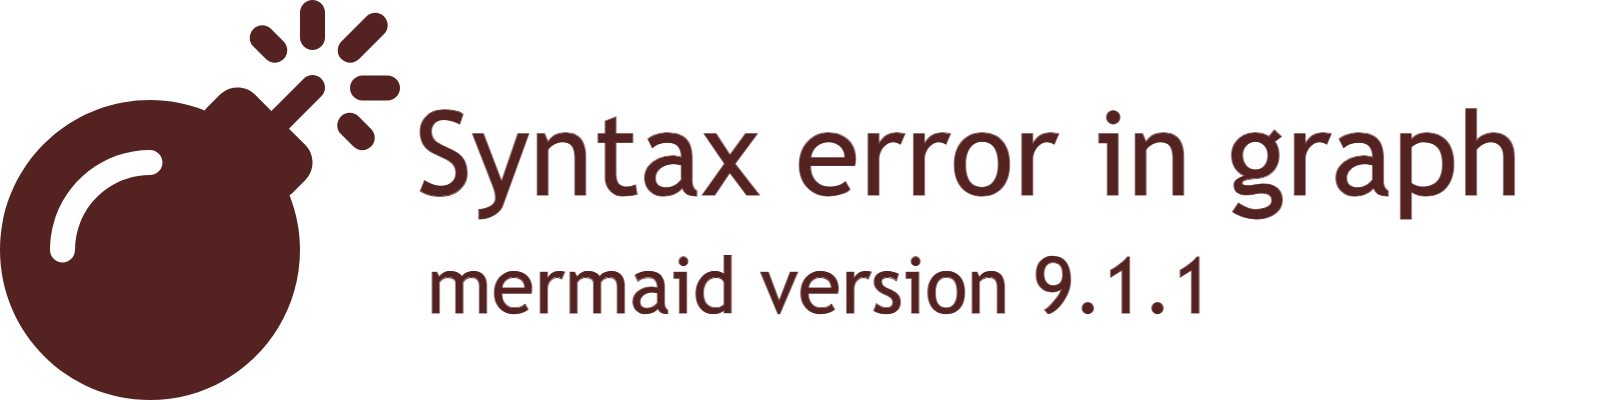 Syntax error in graph
mermaid version 9.1.1